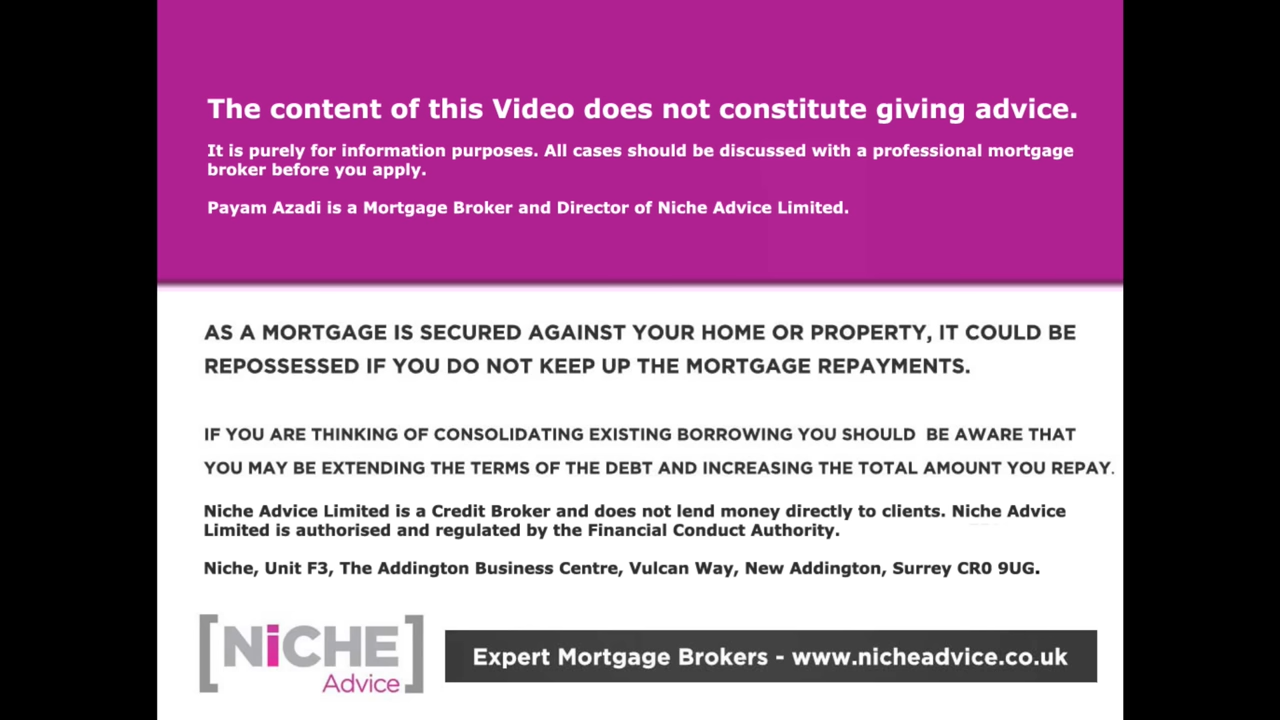 The content of this Video does not constitute giving advice.
It is purely for information purposes. All cases should be discussed with a professional mortgage
broker before you apply.
Payam Azadi is a Mortgage Broker and Director of Niche Advice Limited.
AS A MORTGAGE IS SECURED AGAINST YOUR HOME OR PROPERTY, IT COULD BE
REPOSSESSED IF YOU DO NOT KEEP UP THE MORTGAGE REPAYMENTS.
IF YOU ARE THINKING OF CONSOLIDATING EXISTING BORROWING YOU SHOULD BE AWARE THAT
YOU MAY BE EXTENDING THE TERMS OF THE DEBT AND INCREASING THE TOTAL AMOUNT YOU REPAY.
Niche Advice Limited is a Credit Broker and does not lend money directly to clients. Niche Advice
Limited is authorised and regulated by the Financial Conduct Authority.
Niche, Unit F3, The Addington Business Centre, Vulcan Way, New Addington, Surrey CR0 9UG.
[NiCHE
Advice]
Expert Mortgage Brokers - www.nicheadvice.co.uk